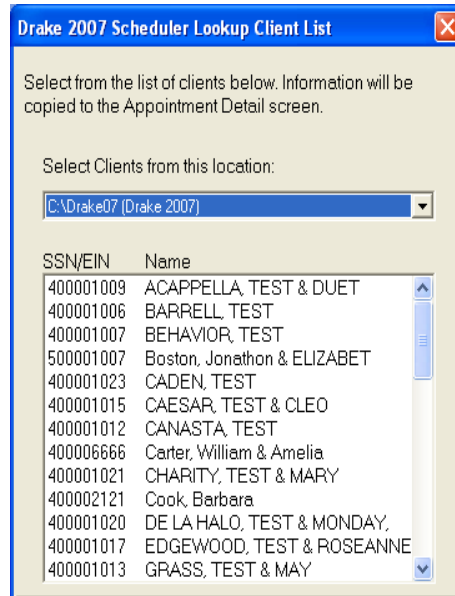 Drake 2007 Scheduler Lookup Client List
Select from the list of clients below. Information will be
copied to the Appointment Detail screen.
Select Clients from this location:
C:\Drake07 (Drake 2007)
SSN/EIN Name
400001009 ACAPPELLA, TEST & DUET
400001006 BARRELL, TEST
400001007 BEHAVIOR, TEST
500001007 Boston, Jonathon & ELIZABET
400001023 CADEN, TEST
400001015 CAESAR, TEST & CLEO
400001012 CANASTA, TEST
400006666 Carter, William & Amelia
400001021 CHARITY, TEST & MARY
400002121 Cook, Barbara
400001020 DE LA HALO, TEST & MONDAY,
400001017 EDGEWOOD, TEST & ROSEANNE
400001013 GRASS, TEST & MAY